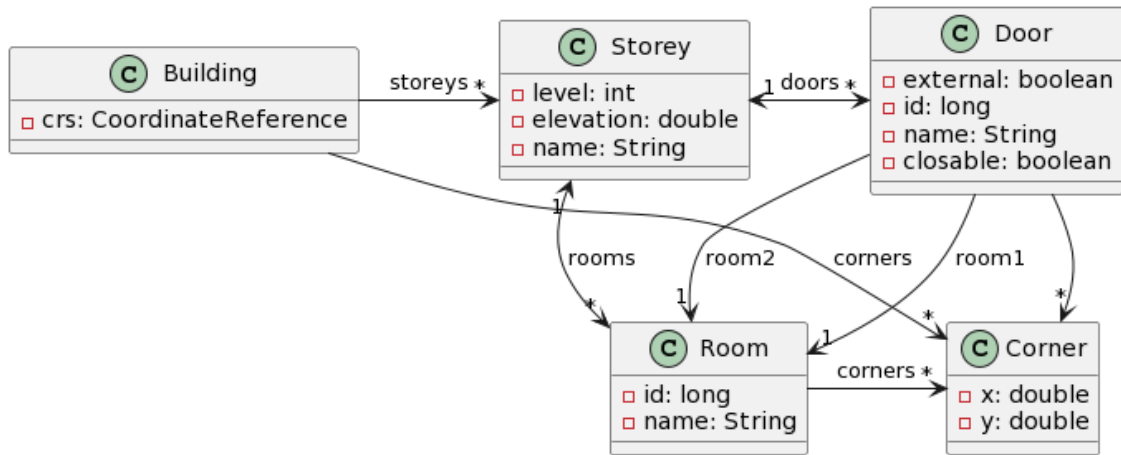 C Building
crs: CoordinateReference
storeys *
C Storey
level: int
elevation: double
name: String
1 doors *
C Door
external: boolean
id: long
name: String
closable: boolean
1
rooms
*
room2
1
corners
*
room1
1
*
C Room
id: long
name: String
corners *
C Corner
x: double
y: double